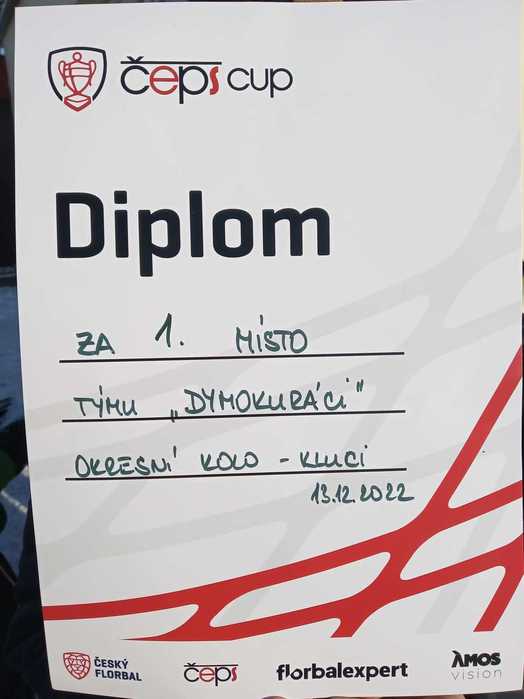 čeps cup
Diplom
ZA 1. MÍSTO
TÝMU „DYMOKURÁCI"
OKRESNÍ KOLO - KLUCI
13.12.2022
ČESKÝ
FLORBAL
čeps
florbalexpert
AMOS
vision